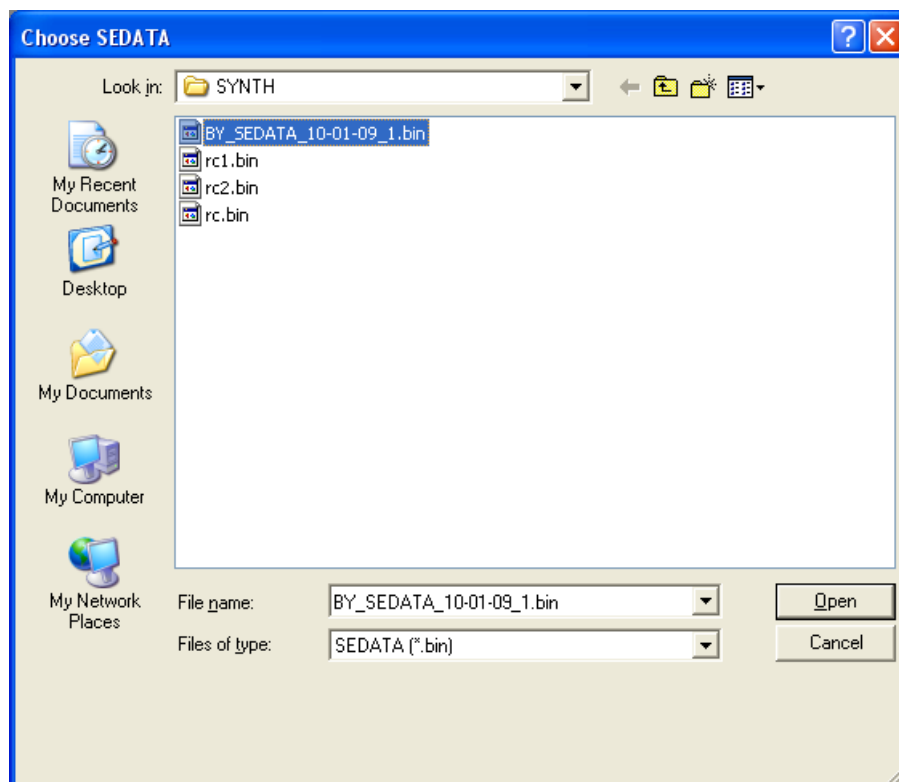 Choose SEDATA
Look in:
SYNTH
BY_SEDATA_10-01-09_1.bin
rc1.bin
rc2.bin
rc.bin
My Recent
Documents
Desktop
My Documents
My Computer
My Network
Places
File name:
BY_SEDATA_10-01-09_1.bin
Open
Files of type:
SEDATA (*.bin)
Cancel